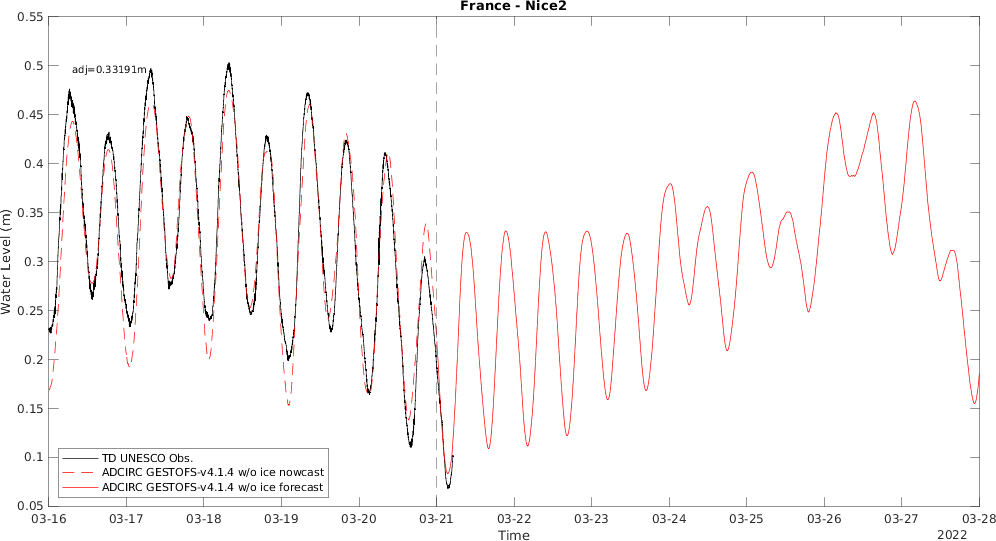 France - Nice2
0.55
0.5
0.45
0.4
0.35
0.3
0.25
0.2
0.15
0.1
0.05
Water Level (m)
adj=0.33191m
TD UNESCO Obs.
ADCIRC GESTOFS-v4.1.4 w/o ice nowcast
ADCIRC GESTOFS-v4.1.4 w/o ice forecast
03-16 03-17 03-18 03-19 03-20 03-21 03-22 03-23 03-24 03-25 03-26 03-27 03-28
Time
2022